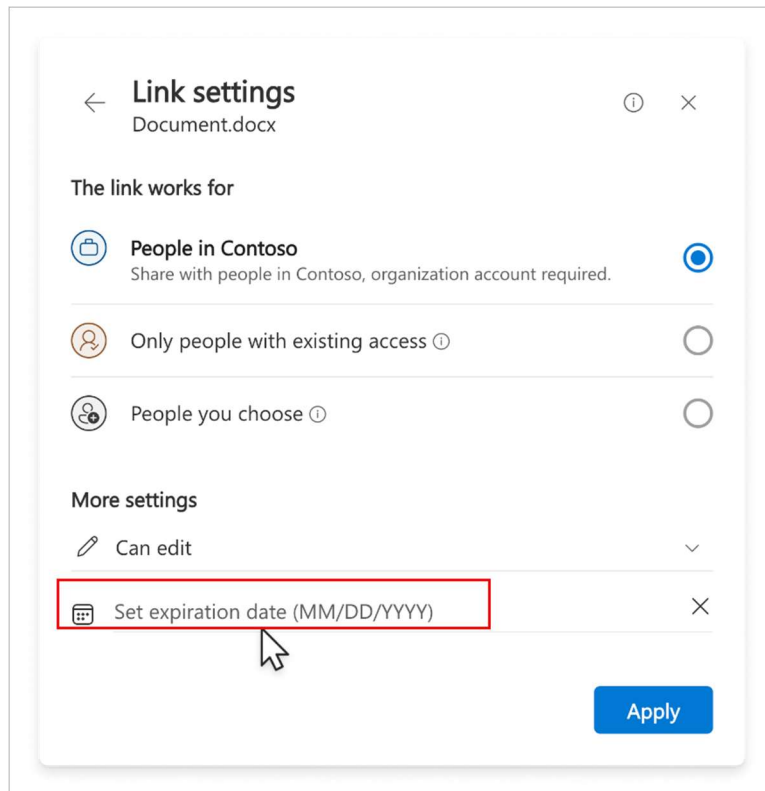 Link settings
Document.docx
The link works for
People in Contoso
Share with people in Contoso, organization account required.
Only people with existing access
People you choose
More settings
Can edit
Set expiration date (MM/DD/YYYY)
Apply